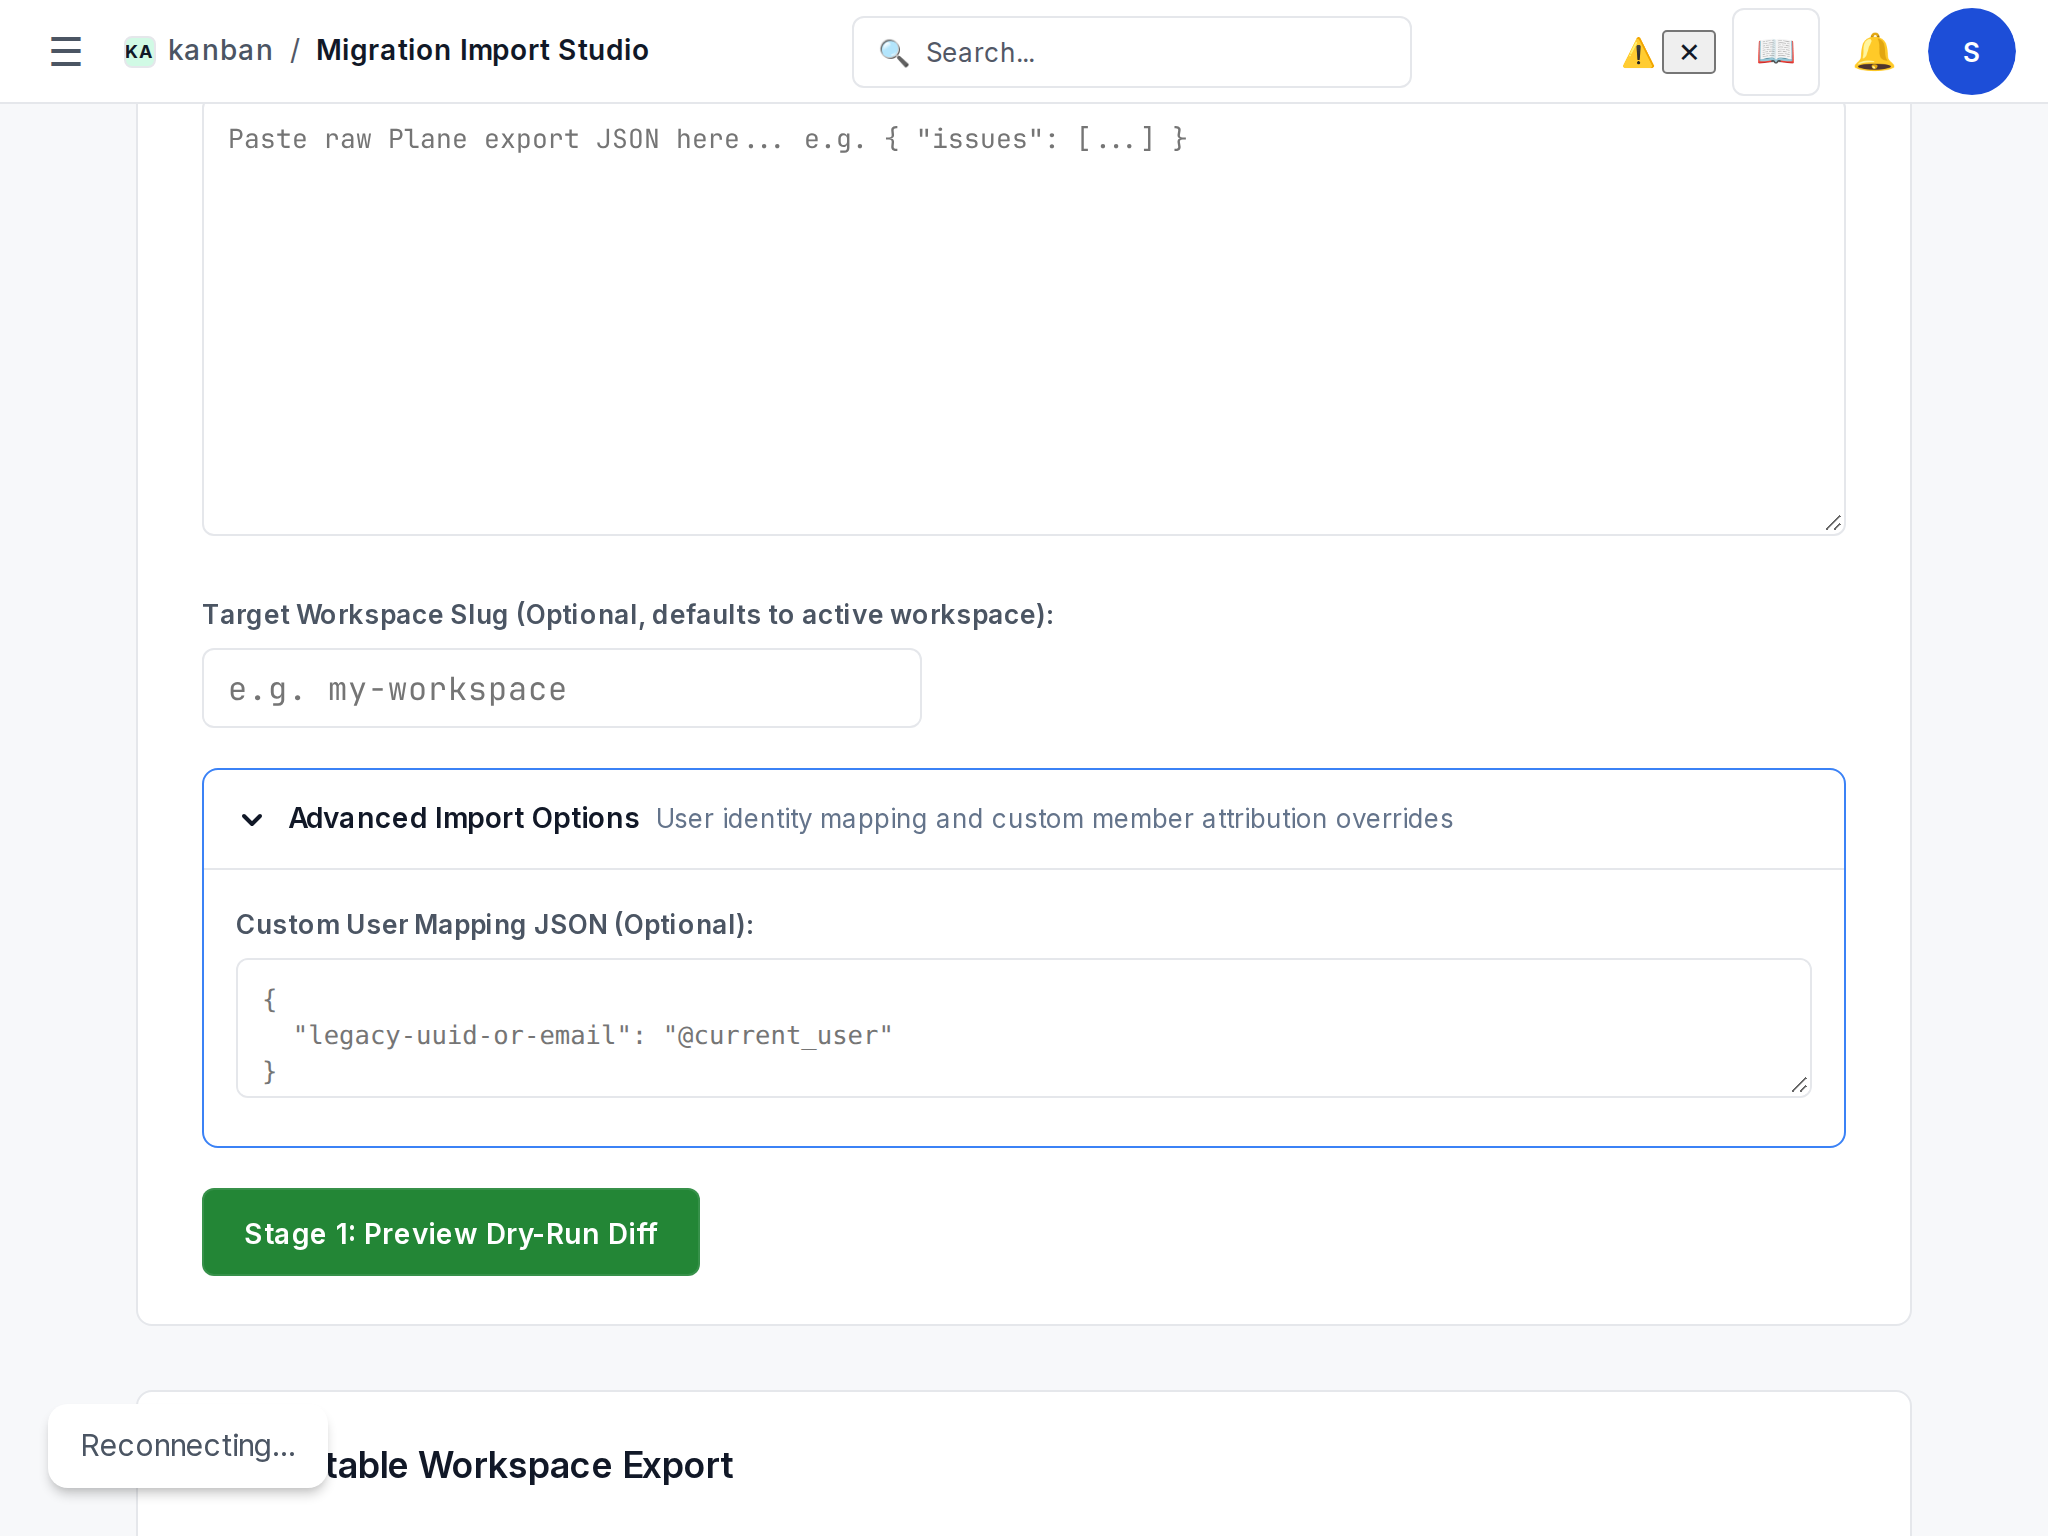 KA kanban / Migration Import Studio
Search...
S
Paste raw Plane export JSON here... e.g. { "issues": [...] }
Target Workspace Slug (Optional, defaults to active workspace):
e.g. my-workspace
Advanced Import Options User identity mapping and custom member attribution overrides
Custom User Mapping JSON (Optional):
{
"legacy-uuid-or-email": "@current_user"
}
Stage 1: Preview Dry-Run Diff
Reconnecting...
table Workspace Export